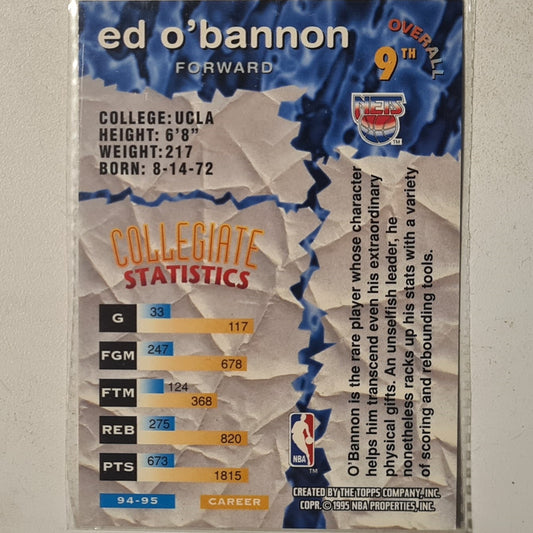 ed o'bannon
FORWARD
9TH
OVERALL
NETS
TM
COLLEGE: UCLA
HEIGHT: 6'8"
WEIGHT: 217
BORN: 8-14-72
COLLEGIATE
STATISTICS
G 33 117
FGM 247 678
FTM 124 368
REB 275 820
PTS 673 1815
94-95 CAREER
O'Bannon is the rare player whose character
helps him transcend even his extraordinary
physical gifts. An unselfish leader, he
nonetheless racks up his stats with a variety
of scoring and rebounding tools.
NBA
TM
CREATED BY THE TOPPS COMPANY, INC.
COPR. © 1995 NBA PROPERTIES, INC.